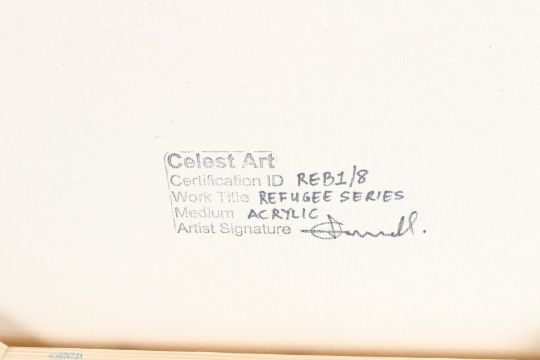 Celest Art
Certification ID REB1/8
Work Title REFUGEE SERIES
Medium ACRYLIC
Artist Signature